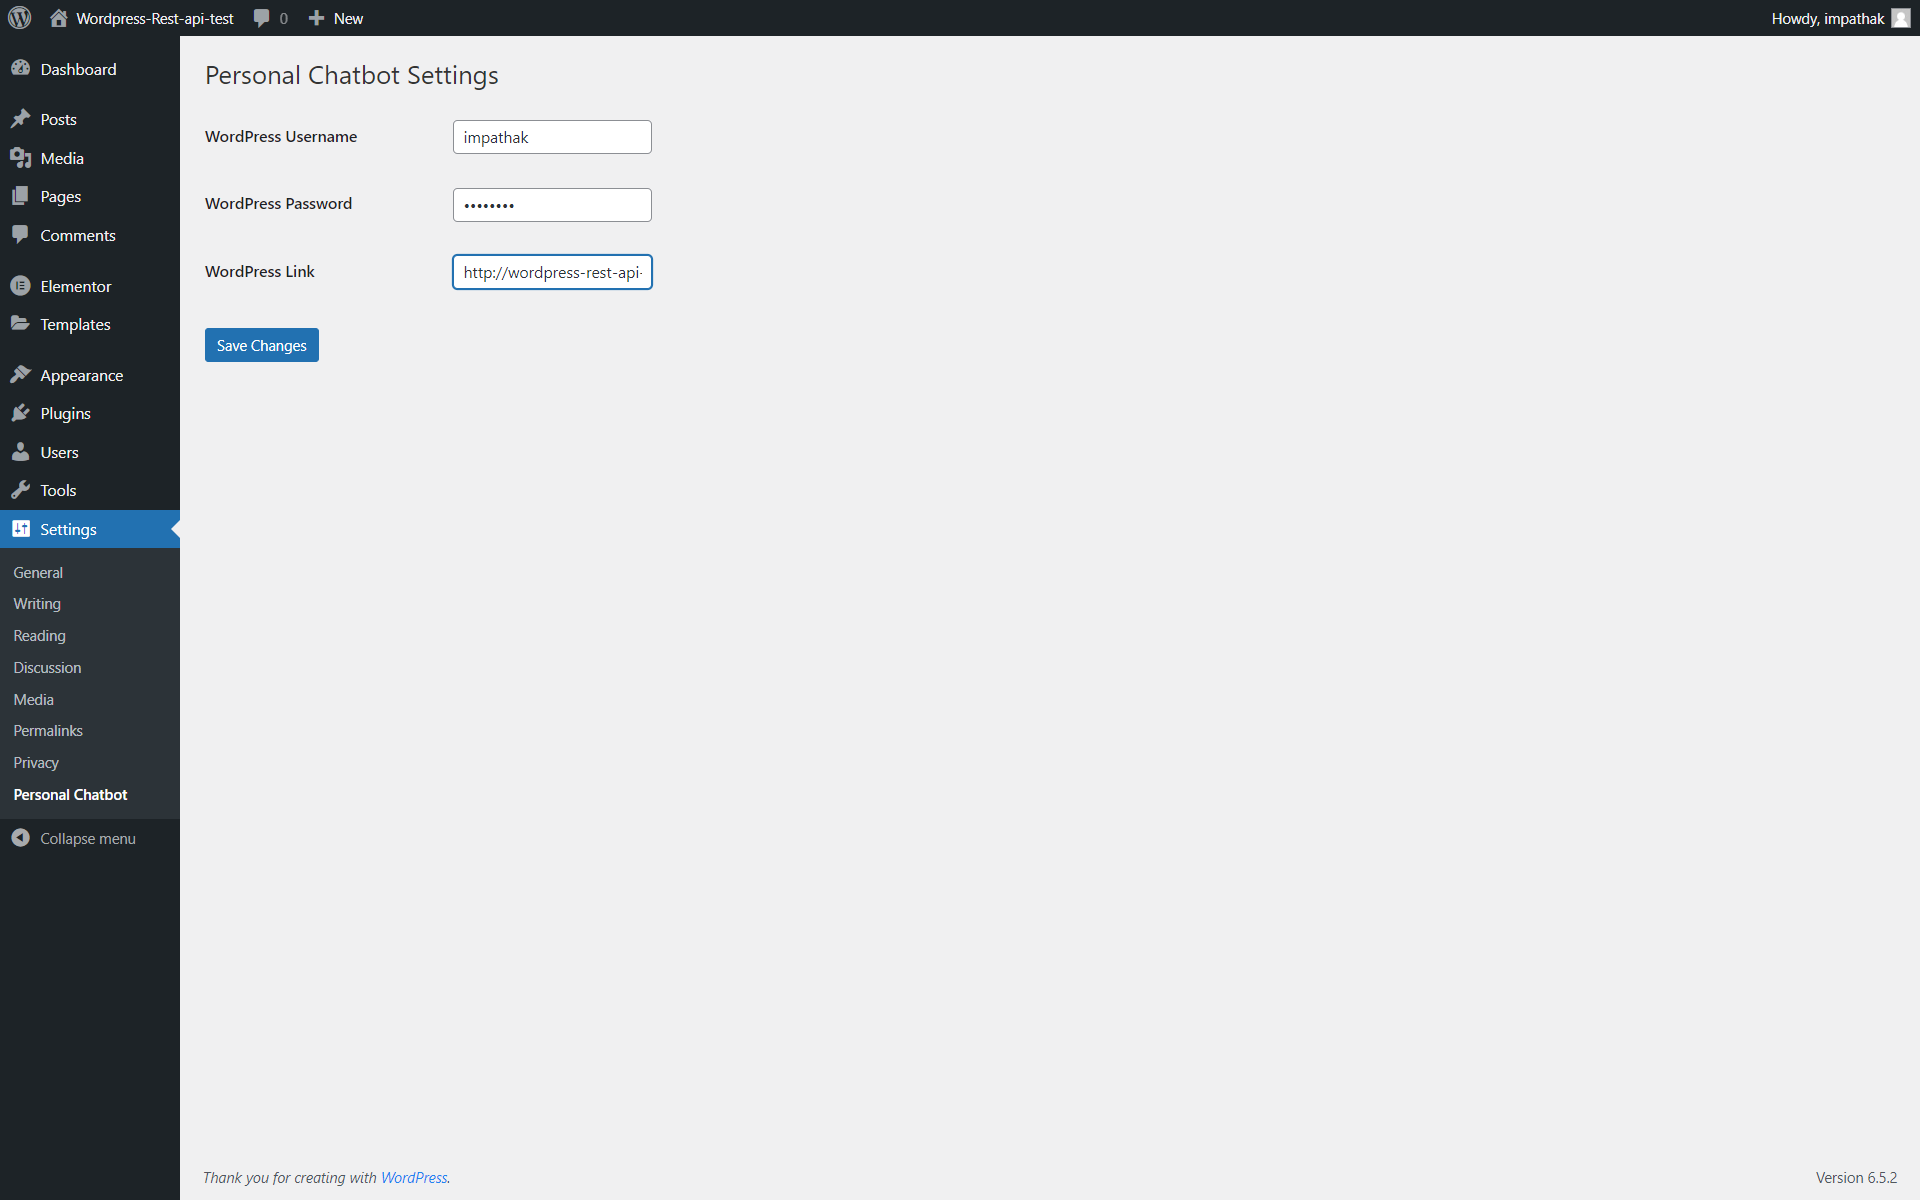 Wordpress-Rest-api-test 0 New Howdy, impathak
Dashboard
Posts
Media
Pages
Comments
Elementor
Templates
Appearance
Plugins
Users
Tools
Settings
General
Writing
Reading
Discussion
Media
Permalinks
Privacy
Personal Chatbot
Collapse menu
Personal Chatbot Settings
WordPress Username impathak
WordPress Password ••••••••
WordPress Link http://wordpress-rest-api-
Save Changes
Thank you for creating with WordPress. Version 6.5.2